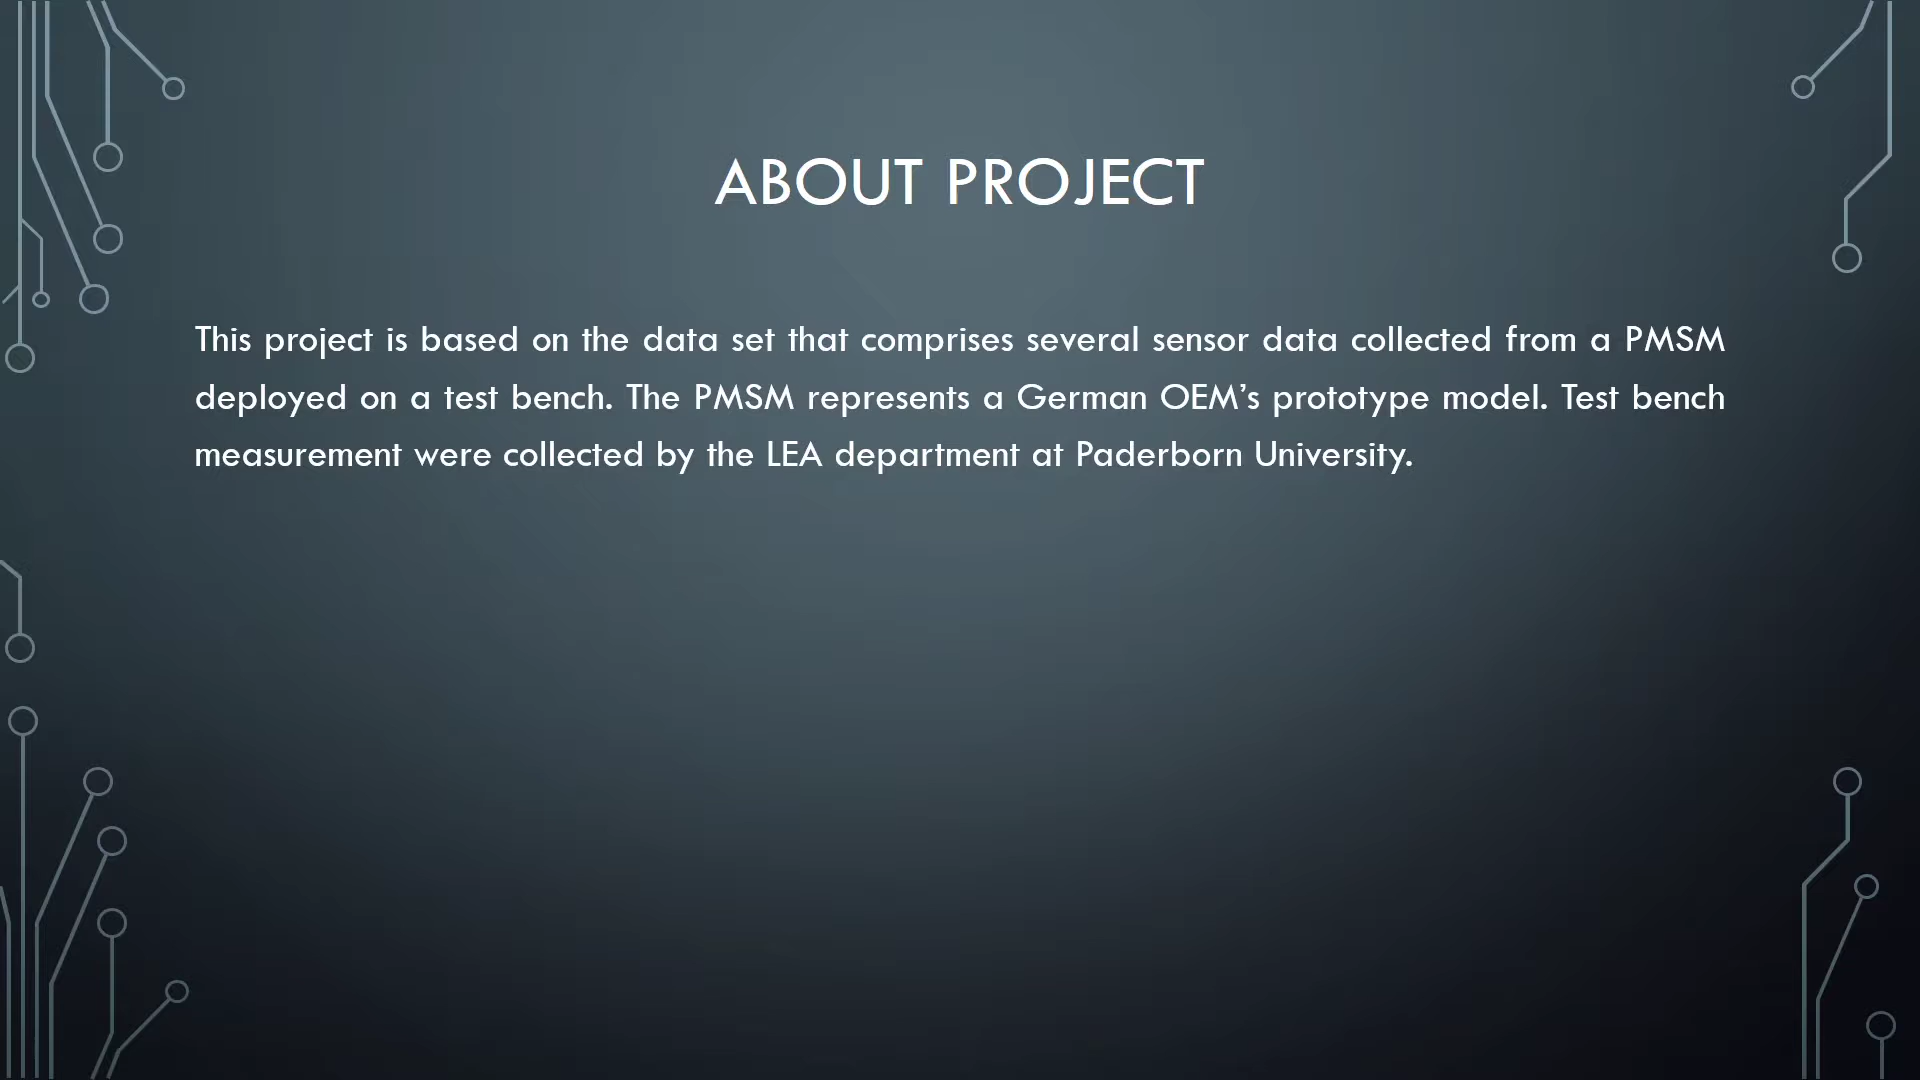 ABOUT PROJECT
This project is based on the data set that comprises several sensor data collected from a PMSM
deployed on a test bench. The PMSM represents a German OEM’s prototype model. Test bench
measurement were collected by the LEA department at Paderborn University.